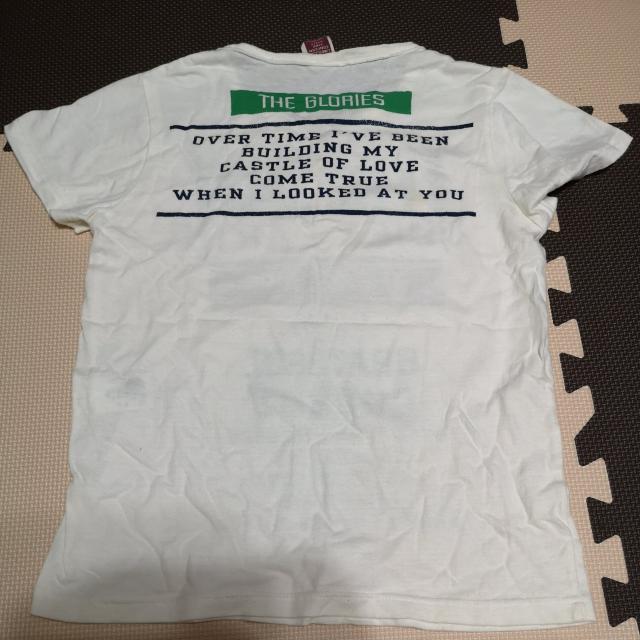 THE GLORIES
OVER TIME I'VE BEEN
BUILDING MY
CASTLE OF LOVE
COME TRUE
WHEN I LOOKED AT YOU